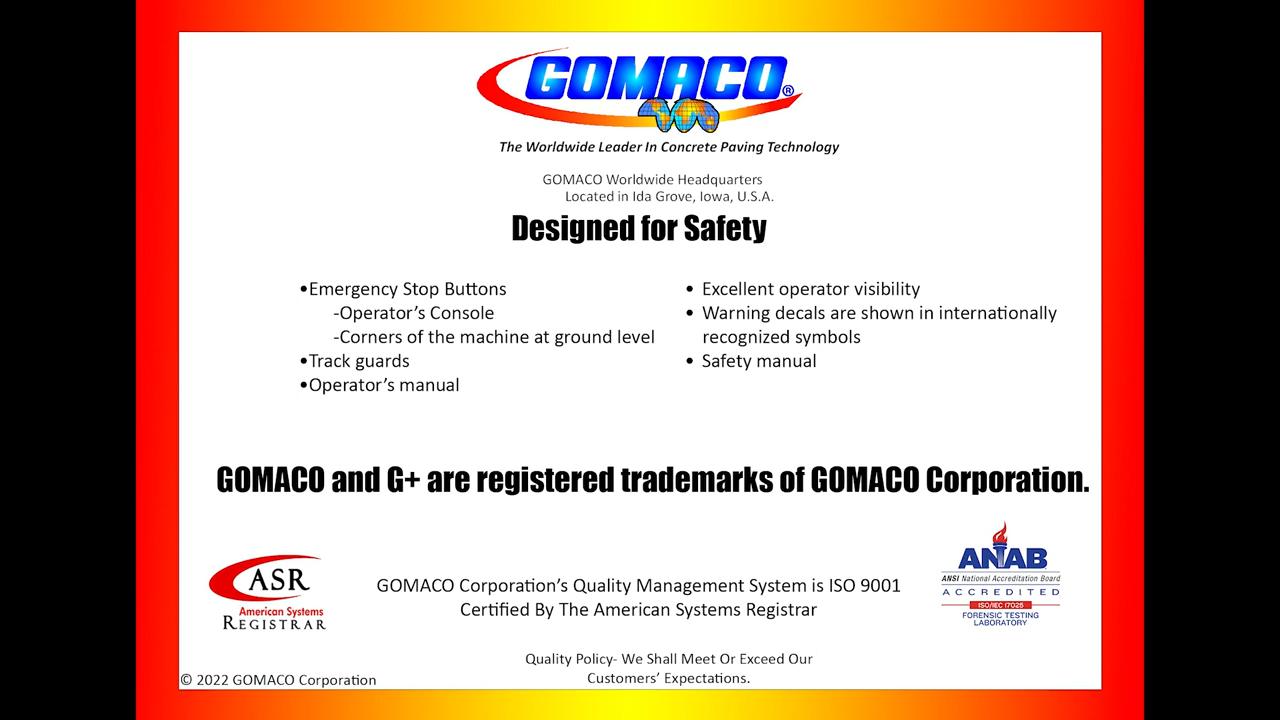 GOMACO®
The Worldwide Leader In Concrete Paving Technology
GOMACO Worldwide Headquarters
Located in Ida Grove, Iowa, U.S.A.
Designed for Safety
•Emergency Stop Buttons
-Operator’s Console
-Corners of the machine at ground level
•Track guards
•Operator’s manual
• Excellent operator visibility
• Warning decals are shown in internationally
recognized symbols
• Safety manual
GOMACO and G+ are registered trademarks of GOMACO Corporation.
ASR
American Systems
REGISTRAR
GOMACO Corporation’s Quality Management System is ISO 9001
Certified By The American Systems Registrar
ANAB
ANSI National Accreditation Board
ACCREDITED
ISO/IEC 17025
FORENSIC TESTING
LABORATORY
Quality Policy- We Shall Meet Or Exceed Our
Customers’ Expectations.
© 2022 GOMACO Corporation